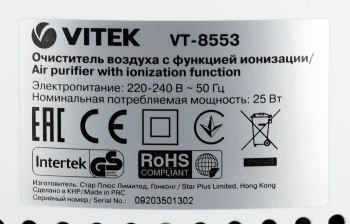 VITEK VT-8553
Очиститель воздуха с функцией ионизации/
Air purifier with ionization function
Электропитание: 220-240 В ~ 50 Гц
Номинальная потребляемая мощность: 25 Вт
EAC CE
Intertek GS RoHS
COMPLIANT
Изготовитель: Стар Плюс Лимитед, Гонконг / Star Plus Limited, Hong Kong
Сделано в КНР / Made in PRC
Серийный номер / Serial No.: 09203501302